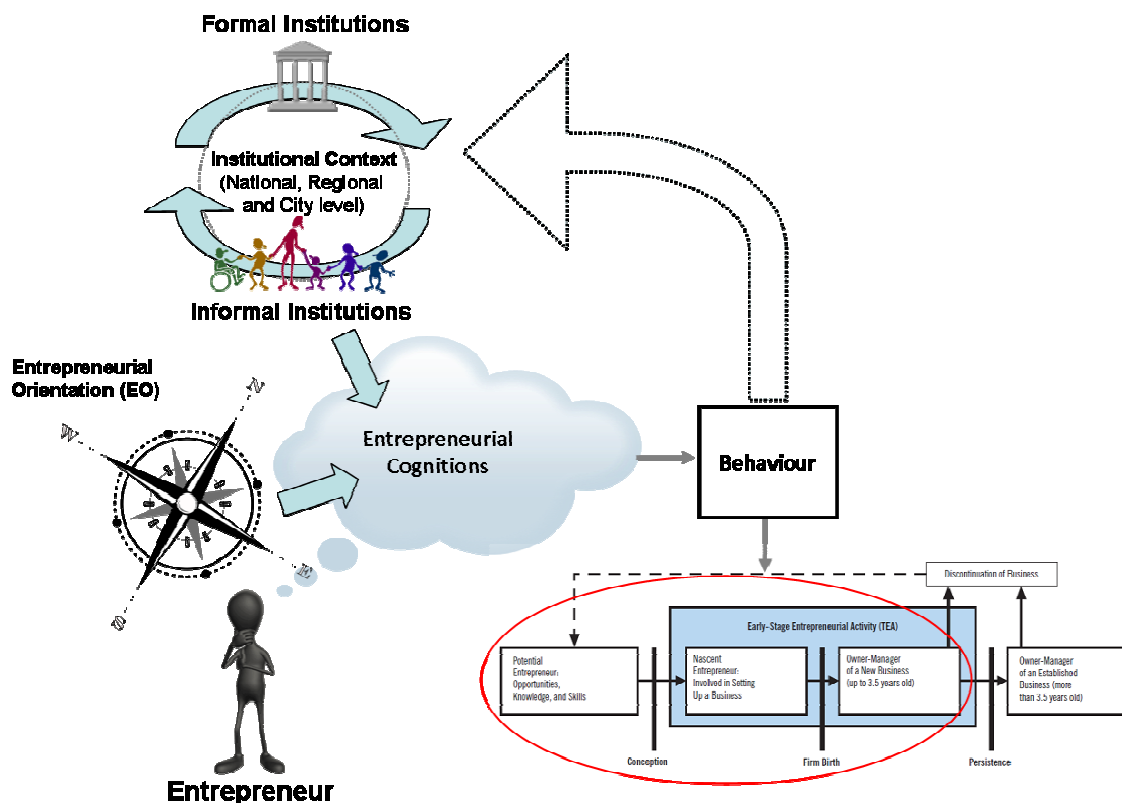 Formal Institutions
Institutional Context
(National, Regional
and City level)
Informal Institutions
Entrepreneurial
Orientation (EO)
N
W
E
S
Entrepreneurial
Cognitions
Behaviour
Entrepreneur
Discontinuation of Business
Early-Stage Entrepreneurial Activity (TEA)
Potential
Entrepreneur:
Opportunities,
Knowledge, and Skills
Nascent
Entrepreneur:
Involved in Setting
Up a Business
Owner-Manager
of a New Business
(up to 3.5 years old)
Owner-Manager
of an Established
Business (more
than 3.5 years old)
Conception
Firm Birth
Persistence